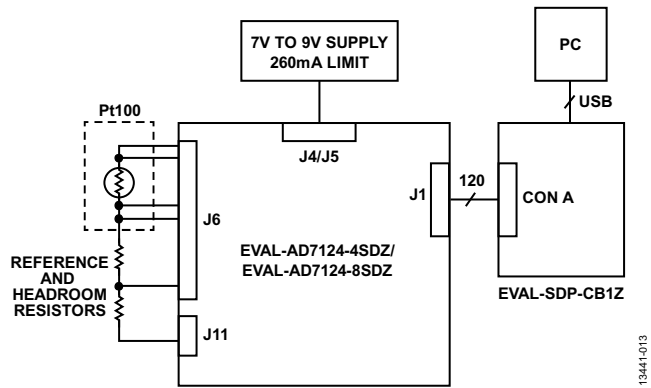 7V TO 9V SUPPLY
260mA LIMIT
PC
USB
Pt100
J4/J5
J1
120
CON A
J6
EVAL-AD7124-4SDZ/
EVAL-AD7124-8SDZ
EVAL-SDP-CB1Z
REFERENCE
AND
HEADROOM
RESISTORS
J11
13441-013